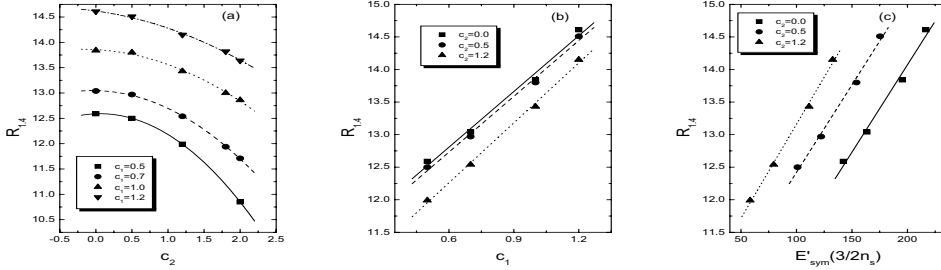 (a)
R1.4
15.0
14.5
14.0
13.5
13.0
12.5
12.0
11.5
11.0
10.5
c1=0.5
c1=0.7
c1=1.0
c1=1.2
-0.5 0.0 0.5 1.0 1.5 2.0 2.5
c2
(b)
R1.4
15.0
14.5
14.0
13.5
13.0
12.5
12.0
11.5
c2=0.0
c2=0.5
c2=1.2
0.6 0.9 1.2
c1
(c)
R1.4
15.0
14.5
14.0
13.5
13.0
12.5
12.0
11.5
c2=0.0
c2=0.5
c2=1.2
50 100 150 200
E'sym(3/2ns)